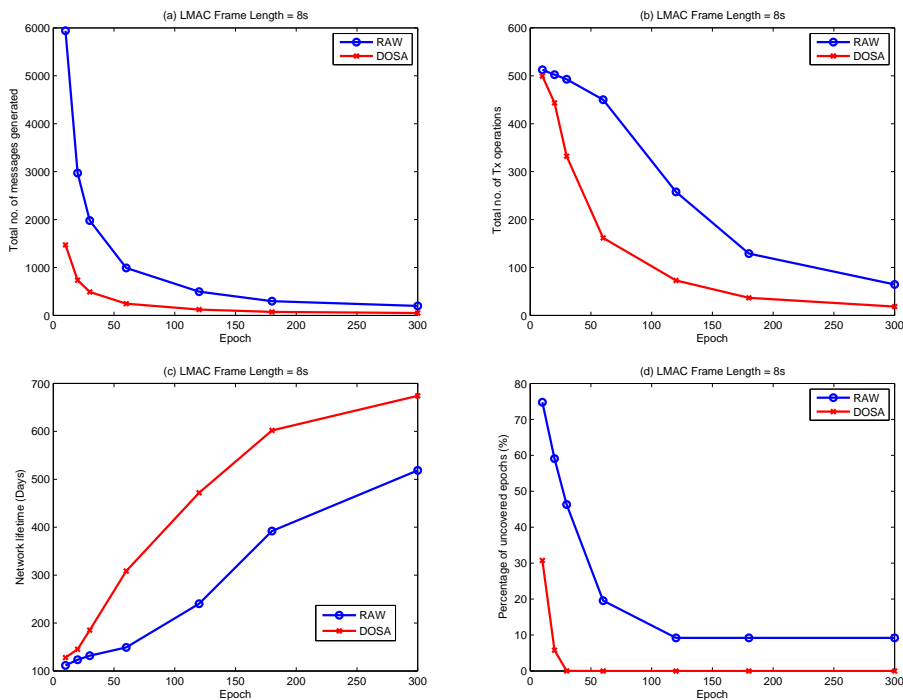 (a) LMAC Frame Length = 8s
6000
5000
4000
3000
2000
1000
0
Total no. of messages generated
RAW
DOSA
0 50 100 150 200 250 300
Epoch
(b) LMAC Frame Length = 8s
600
500
400
300
200
100
0
Total no. of Tx operations
RAW
DOSA
0 50 100 150 200 250 300
Epoch
(c) LMAC Frame Length = 8s
700
600
500
400
300
200
100
Network lifetime (Days)
RAW
DOSA
0 50 100 150 200 250 300
Epoch
(d) LMAC Frame Length = 8s
80
70
60
50
40
30
20
10
0
Percentage of uncovered epochs (%)
RAW
DOSA
0 50 100 150 200 250 300
Epoch